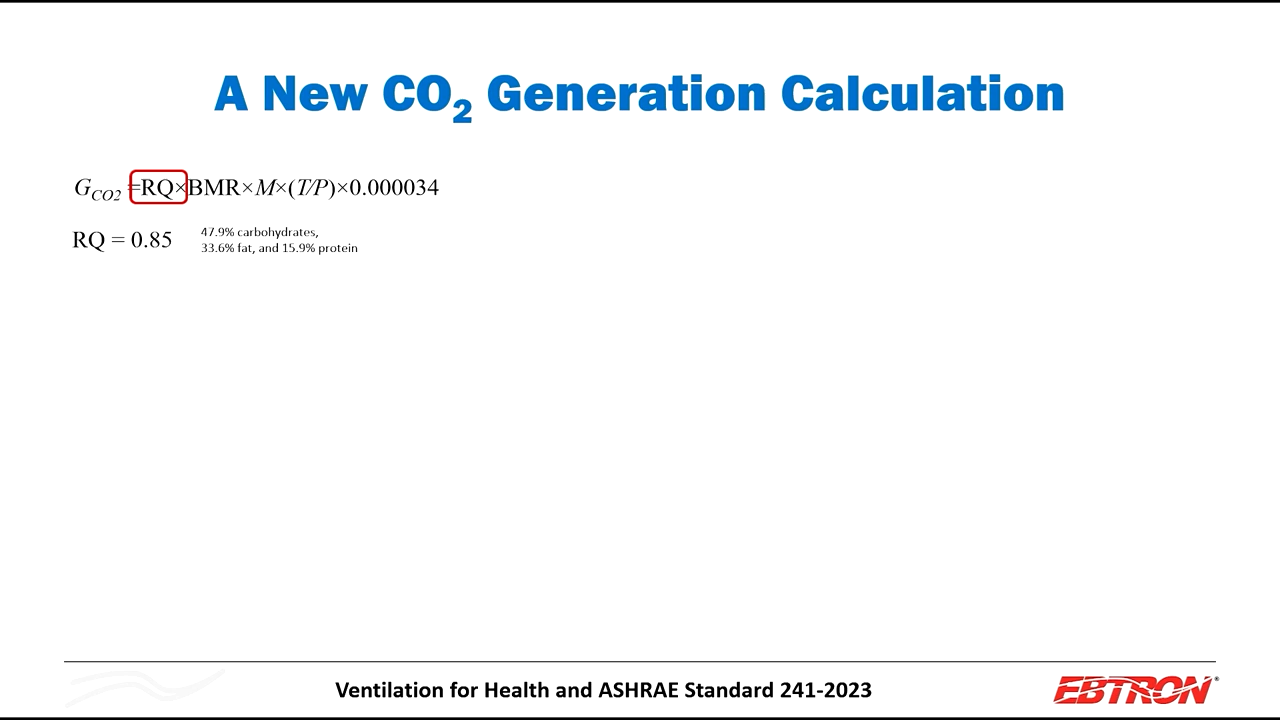 A New CO₂ Generation Calculation
G_CO2 =RQ×BMR×M×(T/P)×0.000034
RQ = 0.85
47.9% carbohydrates,
33.6% fat, and 15.9% protein
Ventilation for Health and ASHRAE Standard 241-2023
EBTRON®